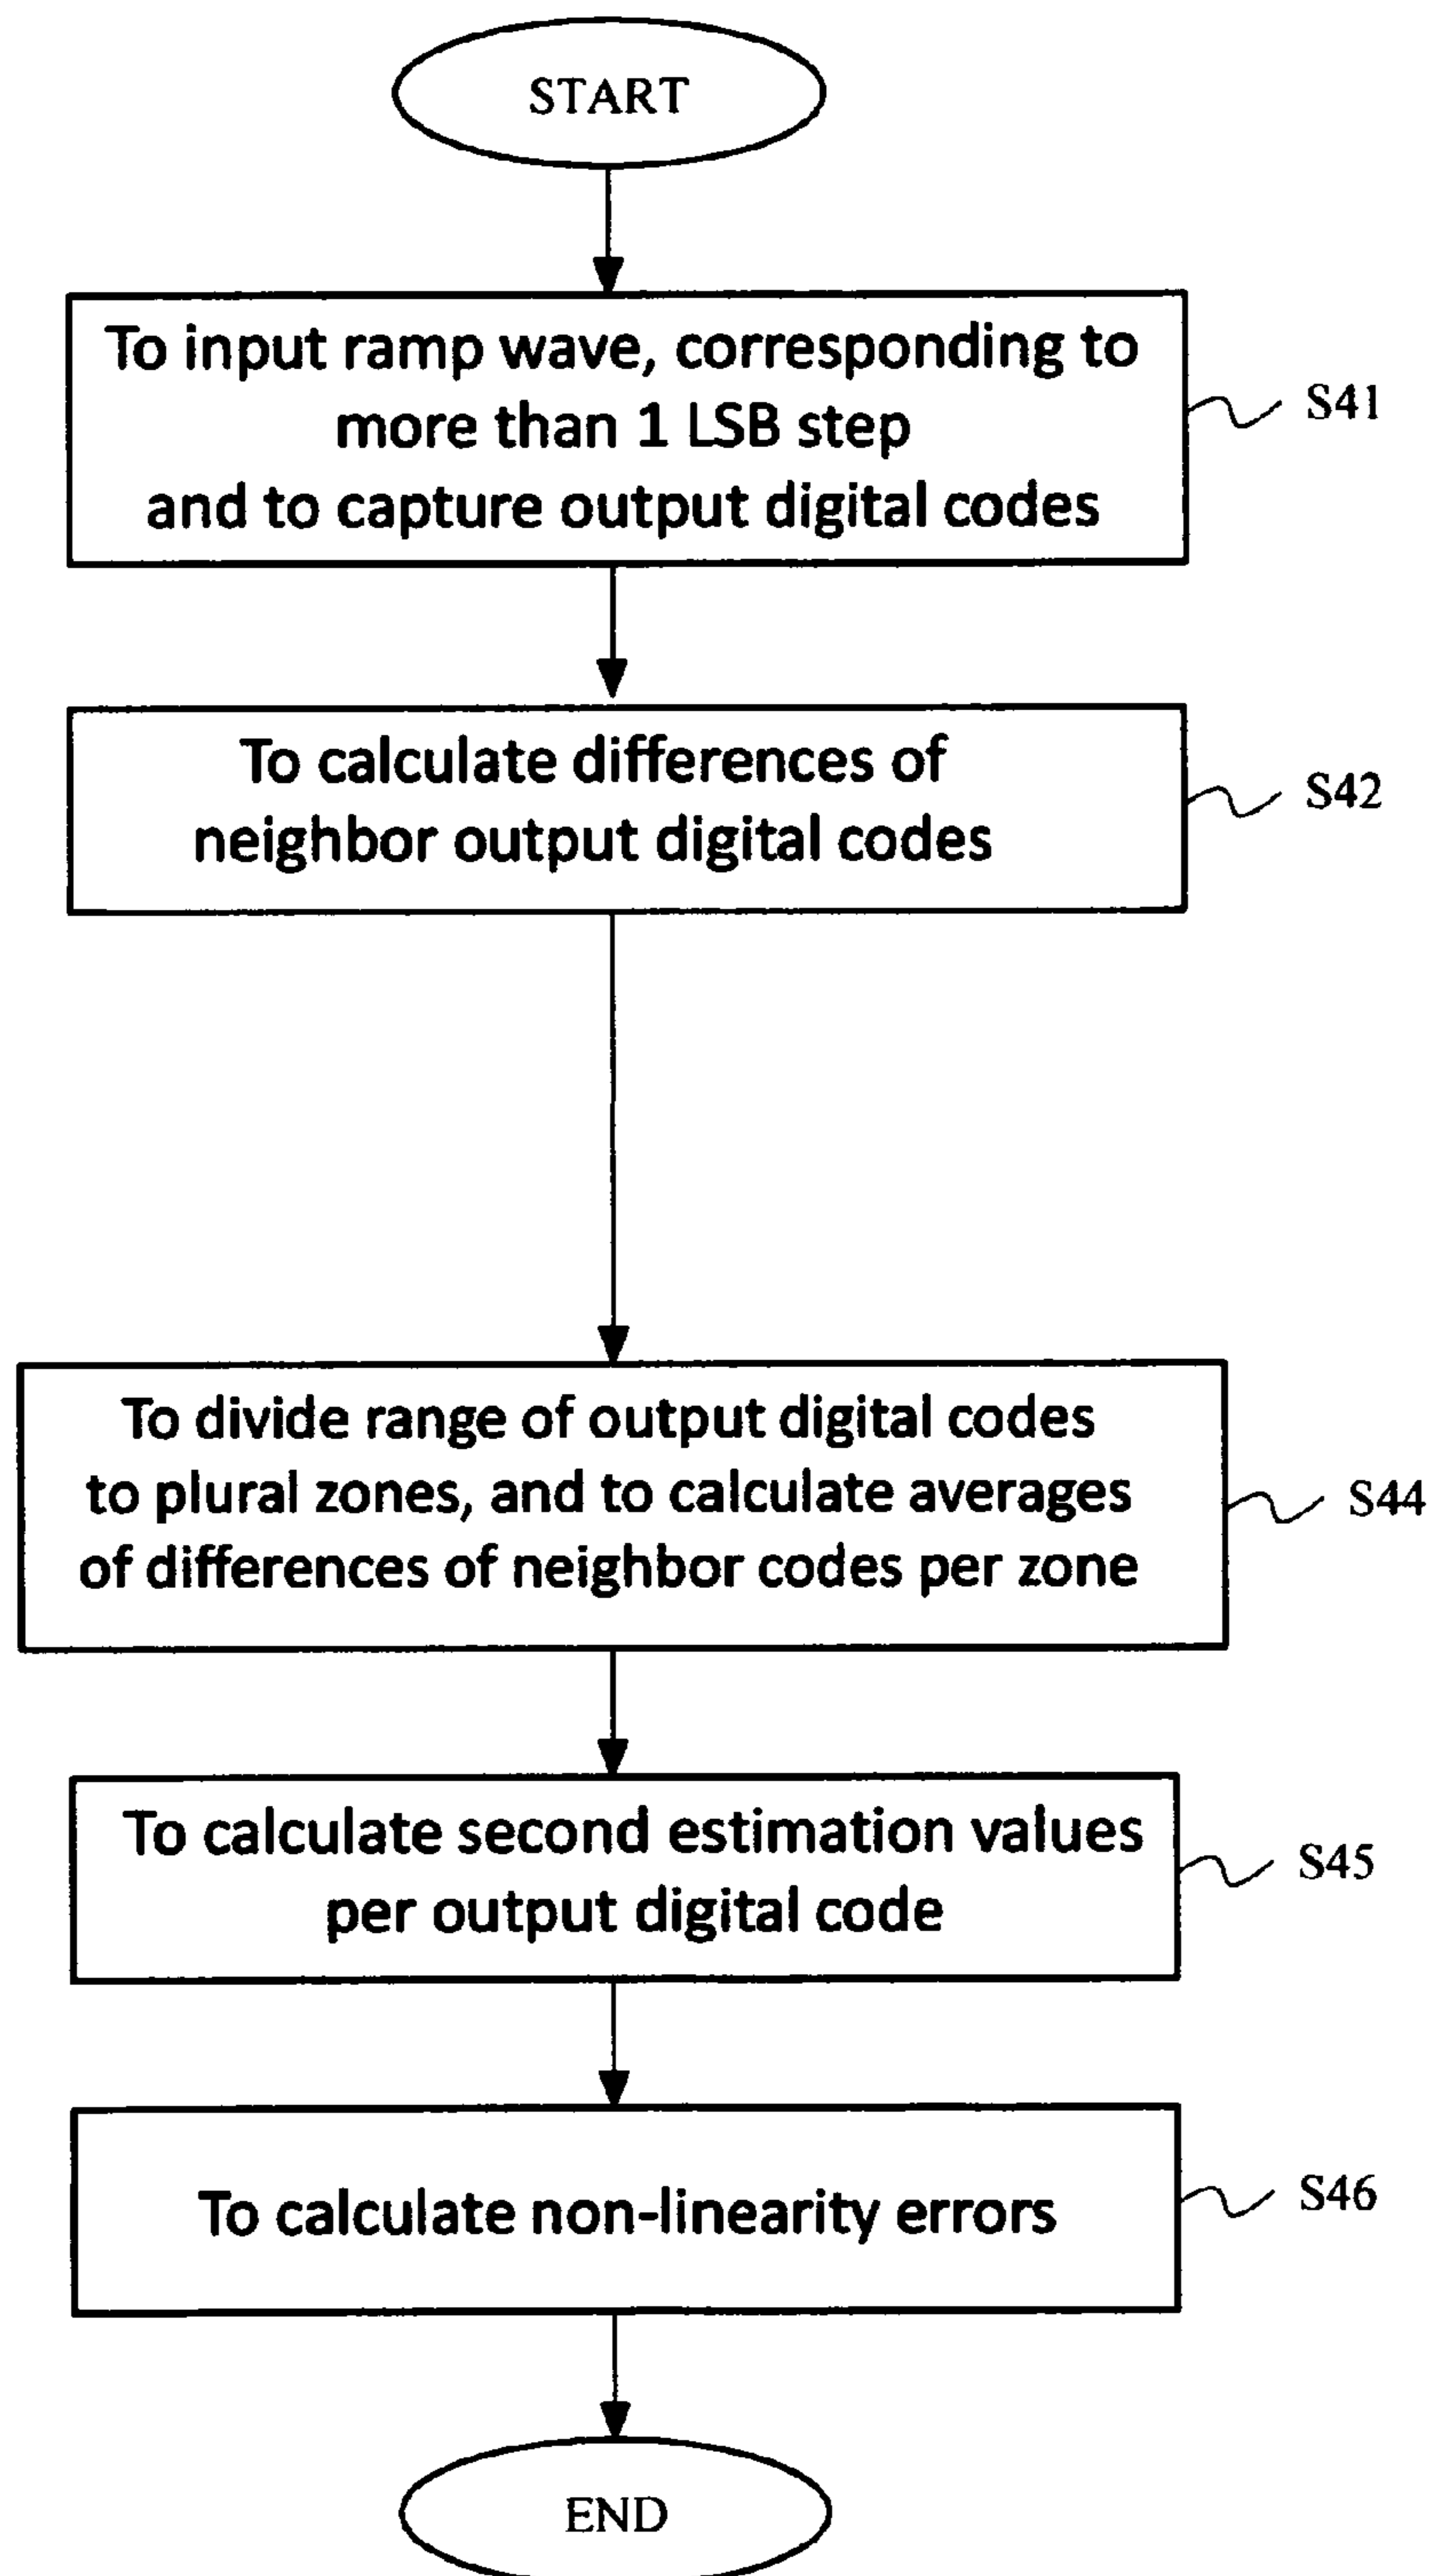 START
To input ramp wave, corresponding to
more than 1 LSB step
and to capture output digital codes
S41
To calculate differences of
neighbor output digital codes
S42
To divide range of output digital codes
to plural zones, and to calculate averages
of differences of neighbor codes per zone
S44
To calculate second estimation values
per output digital code
S45
To calculate non-linearity errors
S46
END